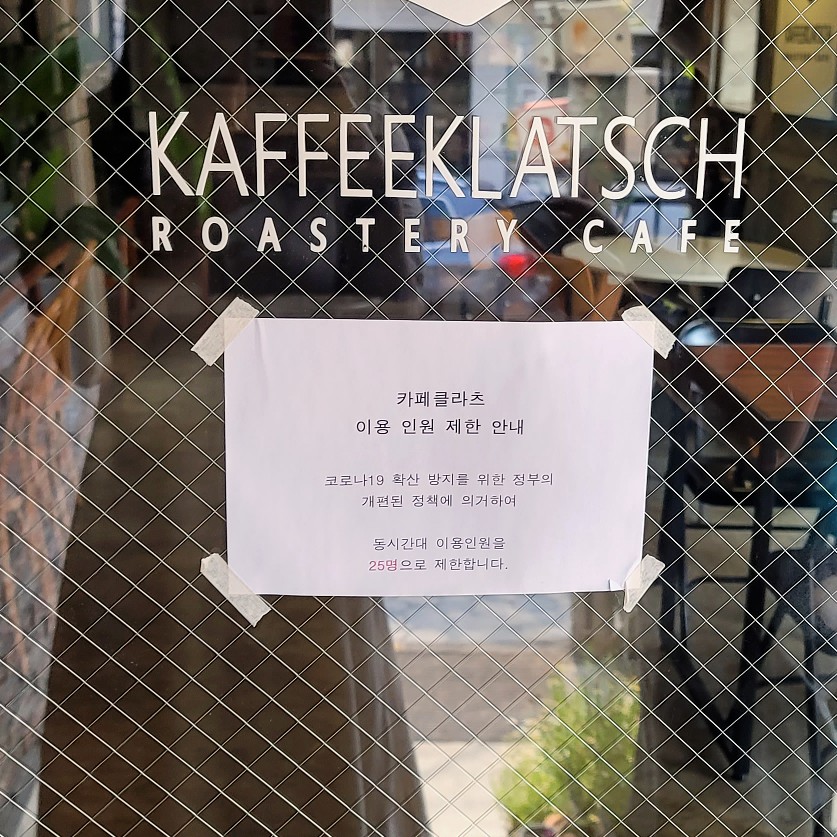 KAFFEEKLATSCH
ROASTERY CAFE
카페클라츠
이용 인원 제한 안내
코로나19 확산 방지를 위한 정부의
개편된 정책에 의거하여
동시간대 이용인원을
25명으로 제한합니다.